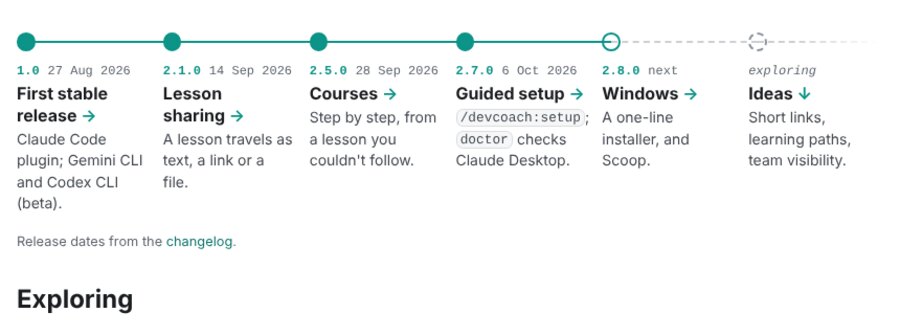 1.0 27 Aug 2026
First stable
release →
Claude Code
plugin; Gemini CLI
and Codex CLI
(beta).
2.1.0 14 Sep 2026
Lesson
sharing →
A lesson travels as
text, a link or a
file.
2.5.0 28 Sep 2026
Courses →
Step by step, from
a lesson you
couldn't follow.
2.7.0 6 Oct 2026
Guided setup →
/devcoach:setup;
doctor checks
Claude Desktop.
2.8.0 next
Windows →
A one-line
installer, and
Scoop.
exploring
Ideas ↓
Short links,
learning paths,
team visibility.
Release dates from the changelog.
Exploring